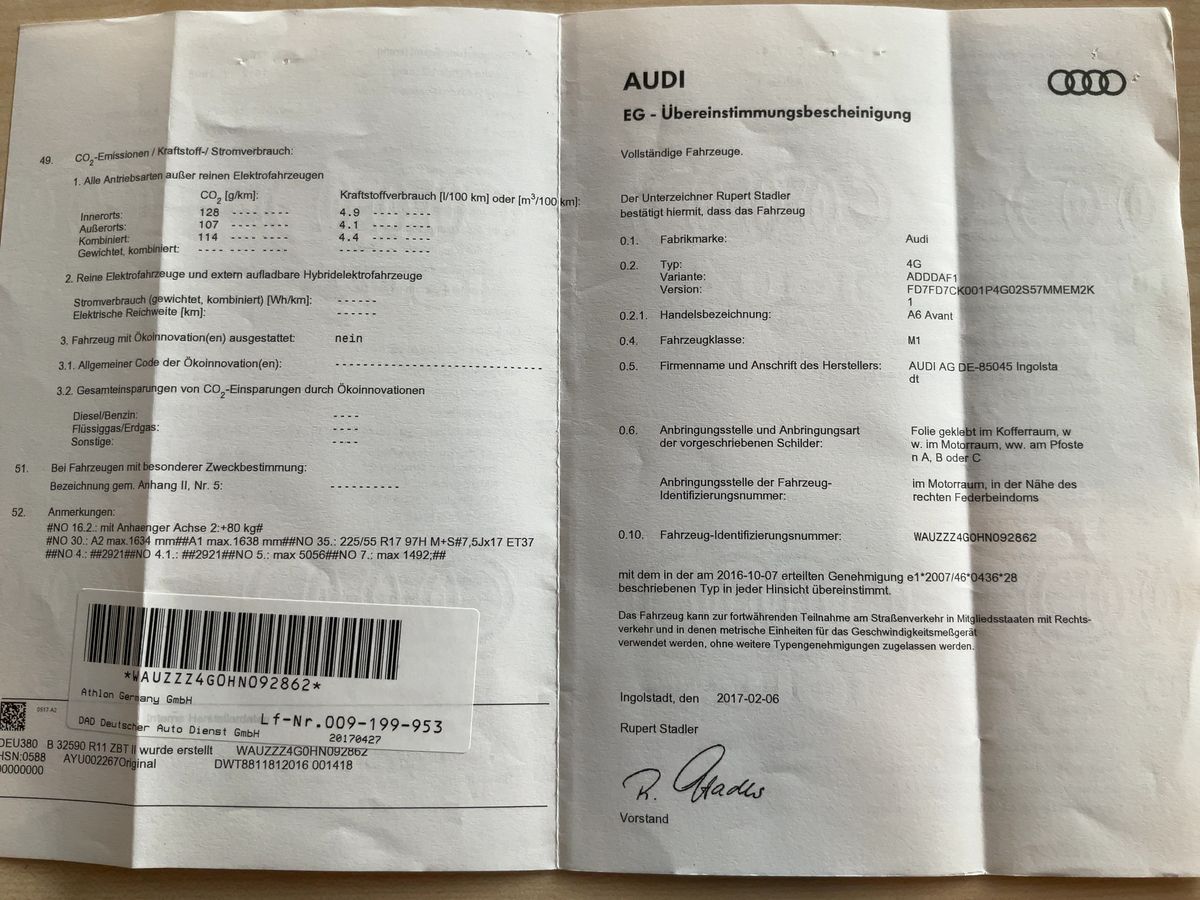 49. CO2-Emissionen / Kraftstoff-/ Stromverbrauch:
1. Alle Antriebsarten außer reinen Elektrofahrzeugen
CO2 [g/km]: Kraftstoffverbrauch [l/100 km] oder [m³/100 km]:
Innerorts: 128 ---- ---- 4.9 ---- ----
Außerorts: 107 ---- ---- 4.1 ---- ----
Kombiniert: 114 ---- ---- 4.4 ---- ----
Gewichtet, kombiniert: ---- ---- ---- ---- ---- ----
2. Reine Elektrofahrzeuge und extern aufladbare Hybridelektrofahrzeuge
Stromverbrauch (gewichtet, kombiniert) [Wh/km]: ------
Elektrische Reichweite [km]: ------
3. Fahrzeug mit Ökoinnovation(en) ausgestattet: nein
3.1. Allgemeiner Code der Ökoinnovation(en): ------------------------------
3.2. Gesamteinsparungen von CO2-Einsparungen durch Ökoinnovationen
Diesel/Benzin: ----
Flüssiggas/Erdgas: ----
Sonstige: ----
51. Bei Fahrzeugen mit besonderer Zweckbestimmung:
Bezeichnung gem. Anhang II, Nr. 5: ----------
52. Anmerkungen:
#NO 16.2.: mit Anhaenger Achse 2:+80 kg#
#NO 30.: A2 max.1634 mm##A1 max.1638 mm##NO 35.: 225/55 R17 97H M+S#7,5Jx17 ET37
##NO 4.: ##2921##NO 4.1.: ##2921##NO 5.: max 5056##NO 7.: max 1492;##
*WAUZZZ4G0HN092862*
Athlon Germany GmbH
DAD Deutscher Auto Dienst GmbH Lf-Nr.009-199-953
20170427
0517-A2
DEU380 B 32590 R11 ZBT II wurde erstellt WAUZZZ4G0HN092862
HSN:0588 AYU002267Original DWT8811812016 001418
00000000
AUDI
EG - Übereinstimmungsbescheinigung
Vollständige Fahrzeuge.
Der Unterzeichner Rupert Stadler
bestätigt hiermit, dass das Fahrzeug
0.1. Fabrikmarke: Audi
0.2. Typ: 4G
Variante: ADDDAF1
Version: FD7FD7CK001P4G02S57MMEM2K
1
0.2.1. Handelsbezeichnung: A6 Avant
0.4. Fahrzeugklasse: M1
0.5. Firmenname und Anschrift des Herstellers: AUDI AG DE-85045 Ingolsta
dt
0.6. Anbringungsstelle und Anbringungsart Folie geklebt im Kofferraum, w
der vorgeschriebenen Schilder: w. im Motorraum, ww. am Pfoste
n A, B oder C
Anbringungsstelle der Fahrzeug- im Motorraum, in der Nähe des
Identifizierungsnummer: rechten Federbeindoms
0.10. Fahrzeug-Identifizierungsnummer: WAUZZZ4G0HN092862
mit dem in der am 2016-10-07 erteilten Genehmigung e1*2007/46*0436*28
beschriebenen Typ in jeder Hinsicht übereinstimmt.
Das Fahrzeug kann zur fortwährenden Teilnahme am Straßenverkehr in Mitgliedsstaaten mit Rechts-
verkehr und in denen metrische Einheiten für das Geschwindigkeitsmeßgerät
verwendet werden, ohne weitere Typengenehmigungen zugelassen werden.
Ingolstadt, den 2017-02-06
Rupert Stadler
R. Stadler
Vorstand